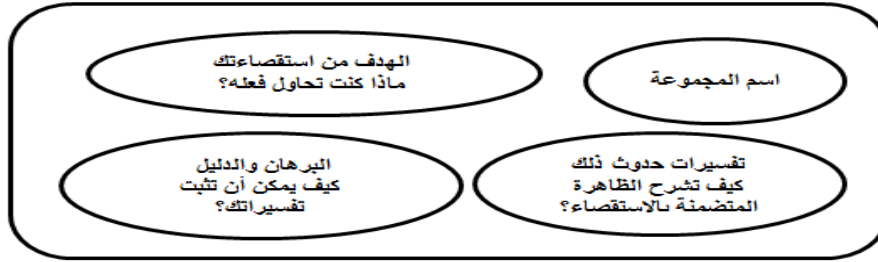 اسم المجموعة
الهدف من استقصاءتك
ماذا كنت تحاول فعله؟
تفسيرات حدوث ذلك
كيف تشرح الظاهرة
المتضمنة بالاستقصاء؟
البرهان والدليل
كيف يمكن أن تثبت
تفسيراتك؟